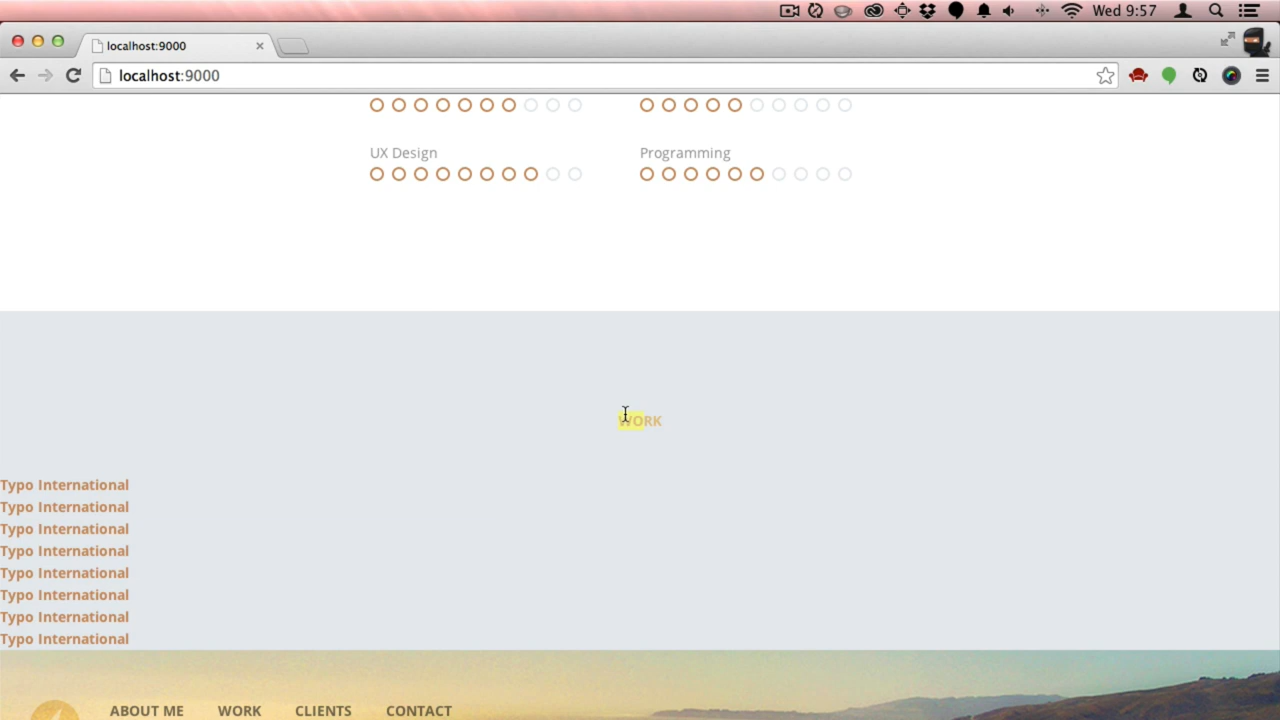 Wed 9:57
localhost:9000
localhost:9000
UX Design
Programming
WORK
Typo International
Typo International
Typo International
Typo International
Typo International
Typo International
Typo International
Typo International
ABOUT ME WORK CLIENTS CONTACT